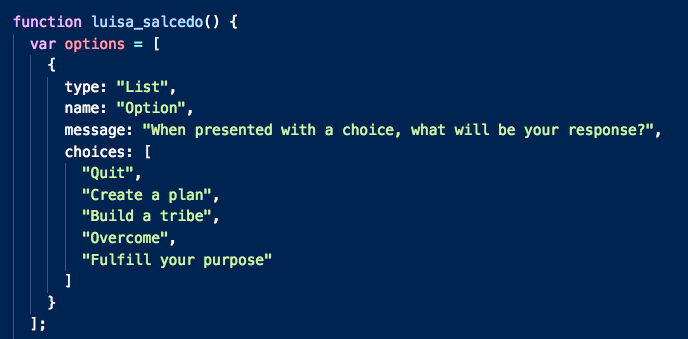 function luisa_salcedo() {
var options = [
{
type: "List",
name: "Option",
message: "When presented with a choice, what will be your response?",
choices: [
"Quit",
"Create a plan",
"Build a tribe",
"Overcome",
"Fulfill your purpose"
]
}
];